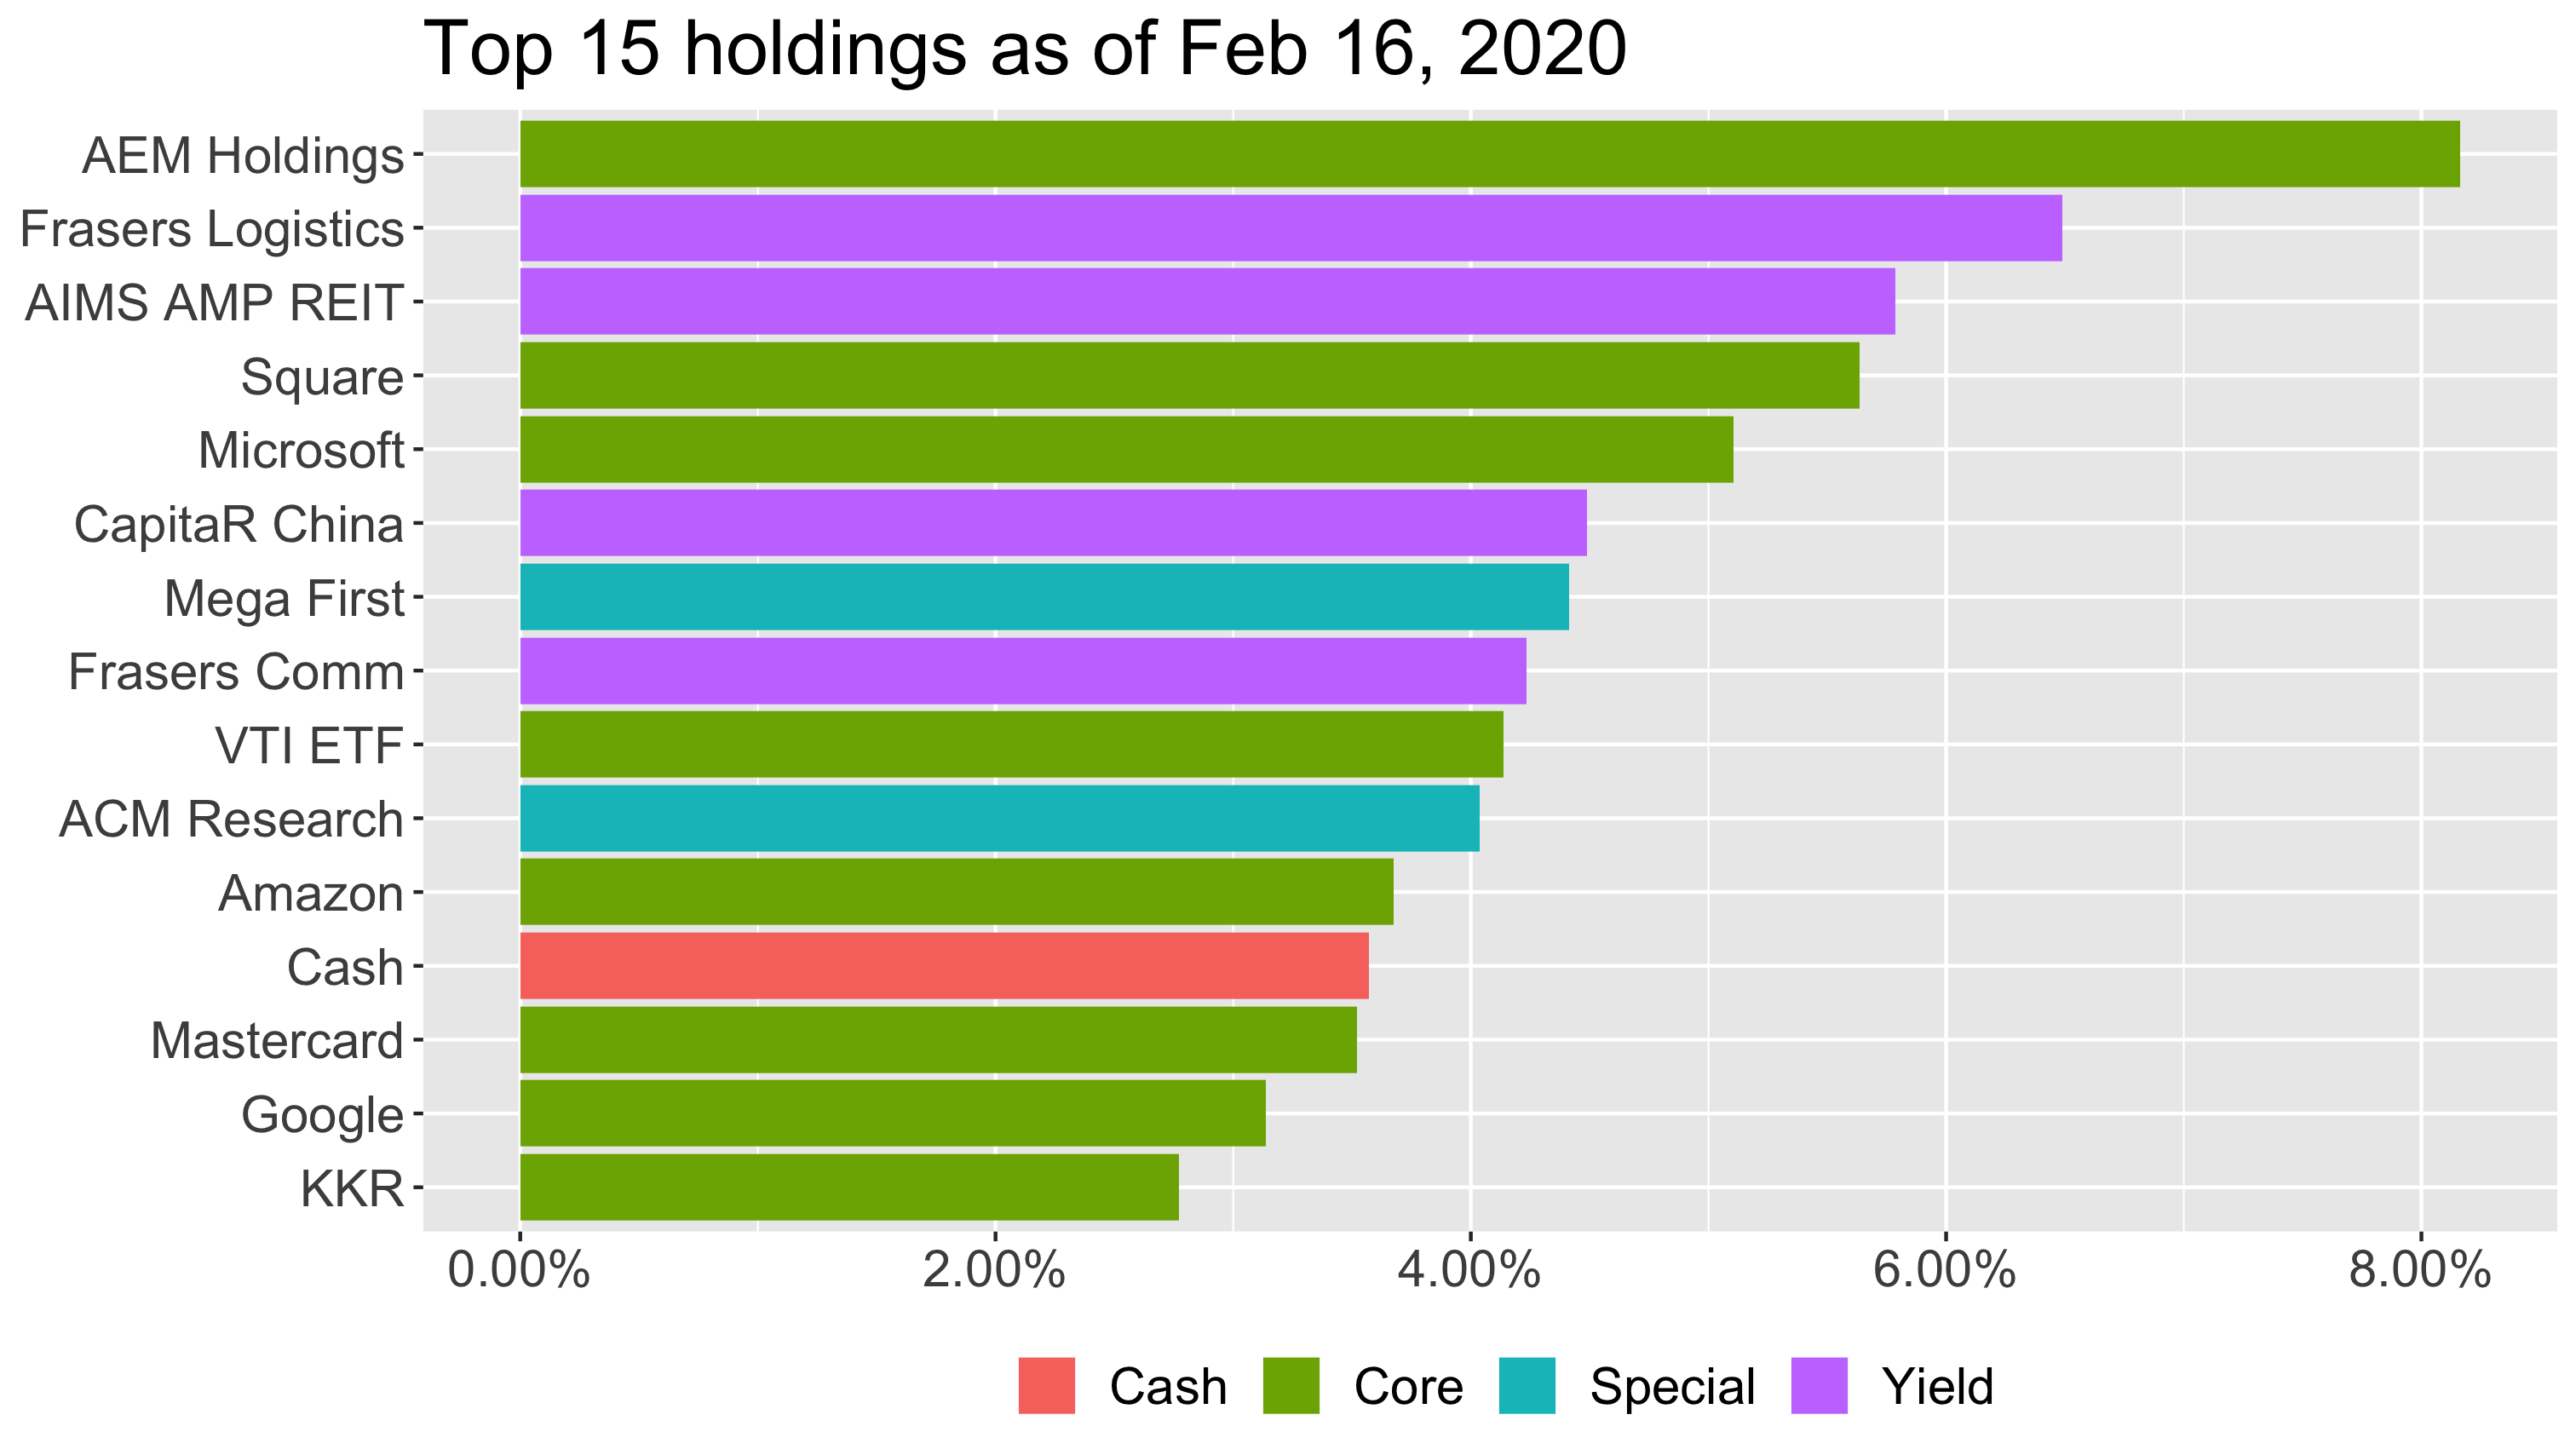 Top 15 holdings as of Feb 16, 2020
AEM Holdings
Frasers Logistics
AIMS AMP REIT
Square
Microsoft
CapitaR China
Mega First
Frasers Comm
VTI ETF
ACM Research
Amazon
Cash
Mastercard
Google
KKR
0.00% 2.00% 4.00% 6.00% 8.00%
Cash Core Special Yield